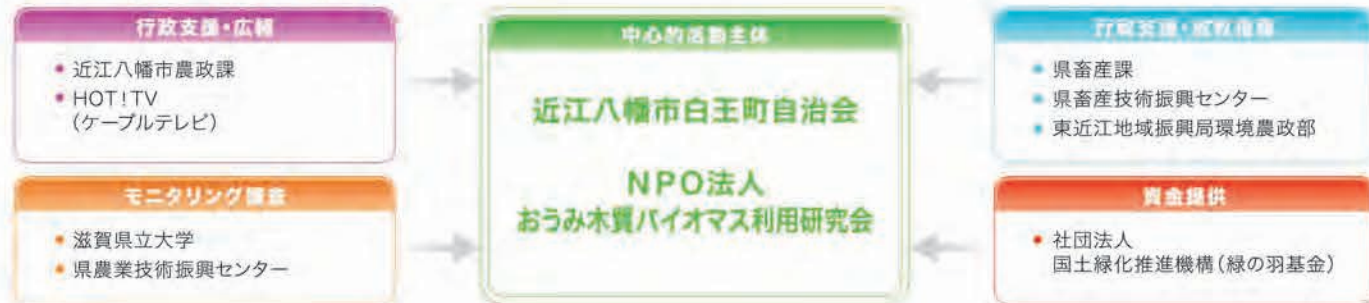 行政支援・広報
• 近江八幡市農政課
• HOT!TV
(ケーブルテレビ)
モニタリング調査
• 滋賀県立大学
• 県農業技術振興センター
中心的活動主体
近江八幡市白王町自治会
NPO法人
おうみ木質バイオマス利用研究会
• 県畜産課
• 県畜産技術振興センター
• 東近江地域振興局環境農政部
資金提供
• 社団法人
国土緑化推進機構(緑の羽基金)